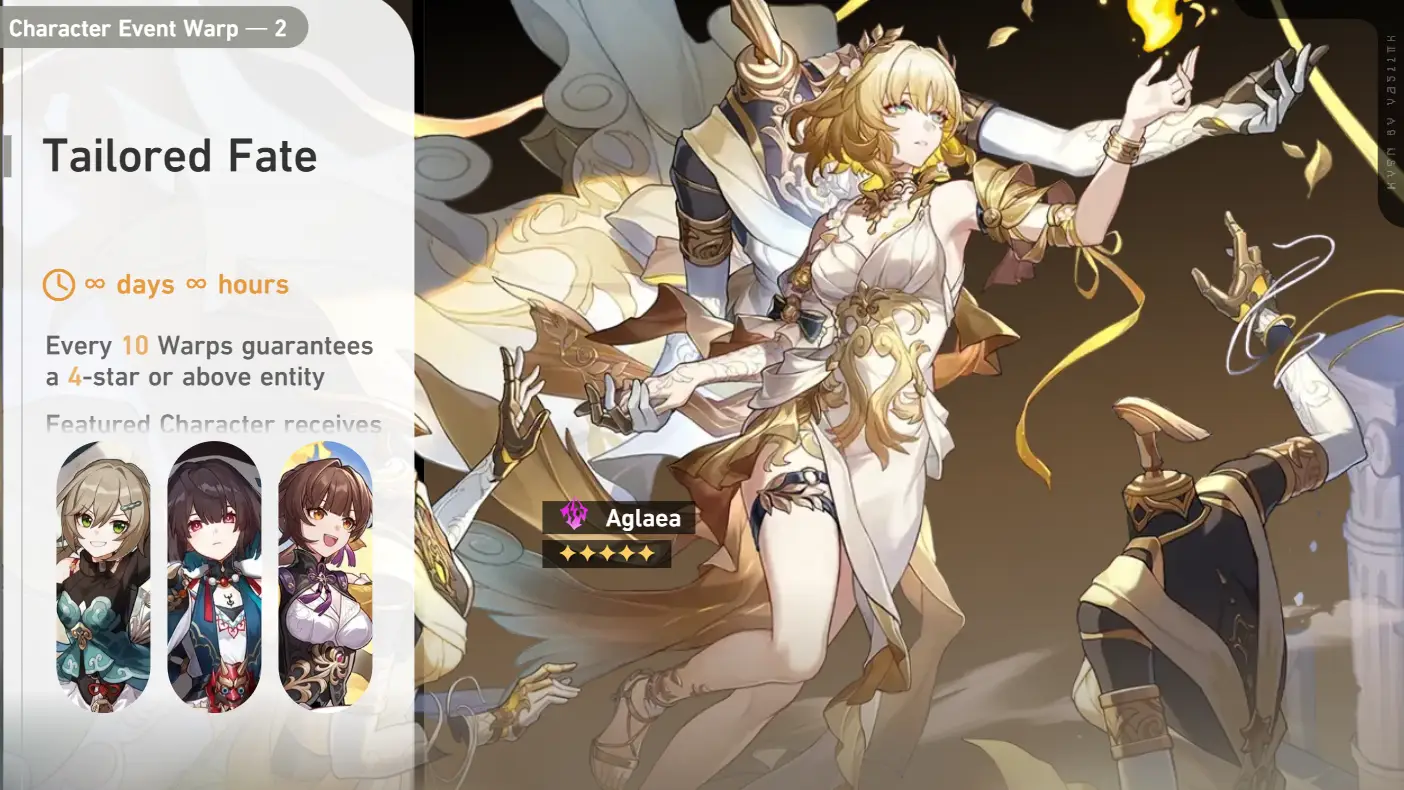 Character Event Warp — 2
Tailored Fate
∞ days ∞ hours
Every 10 Warps guarantees
a 4-star or above entity
Featured Character receives
Aglaea